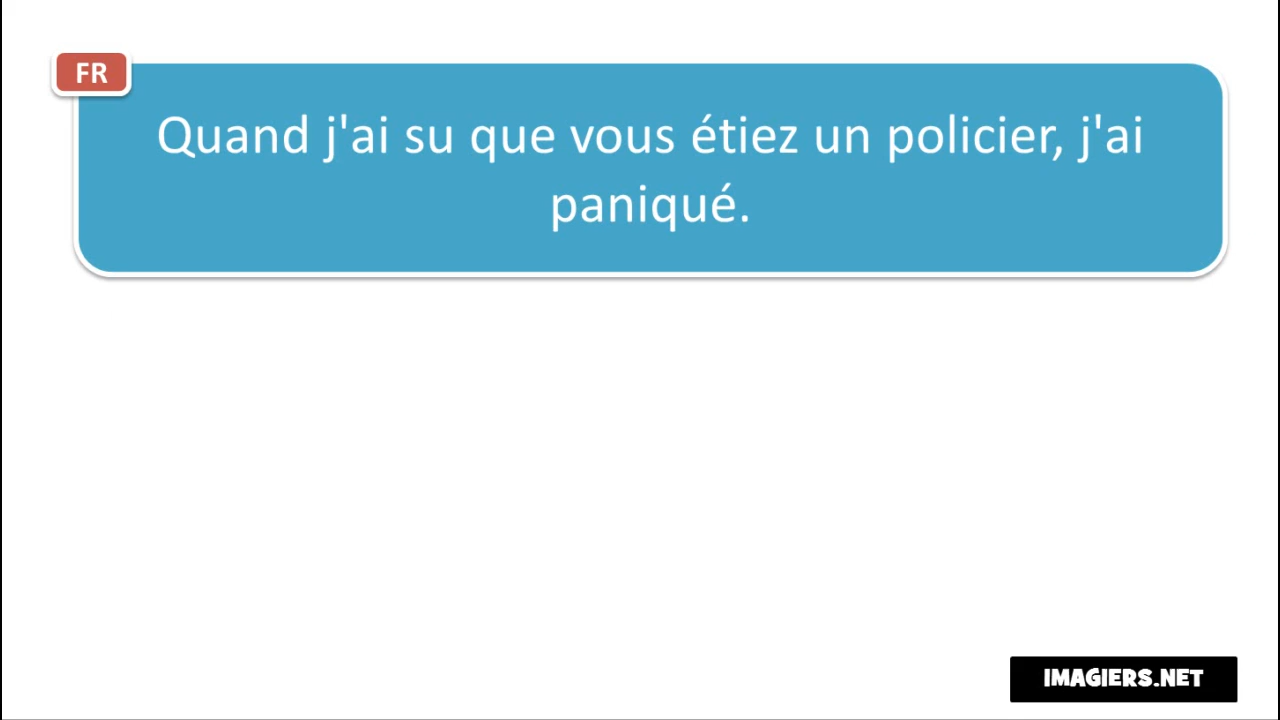 FR
Quand j'ai su que vous étiez un policier, j'ai
paniqué.
IMAGIERS.NET